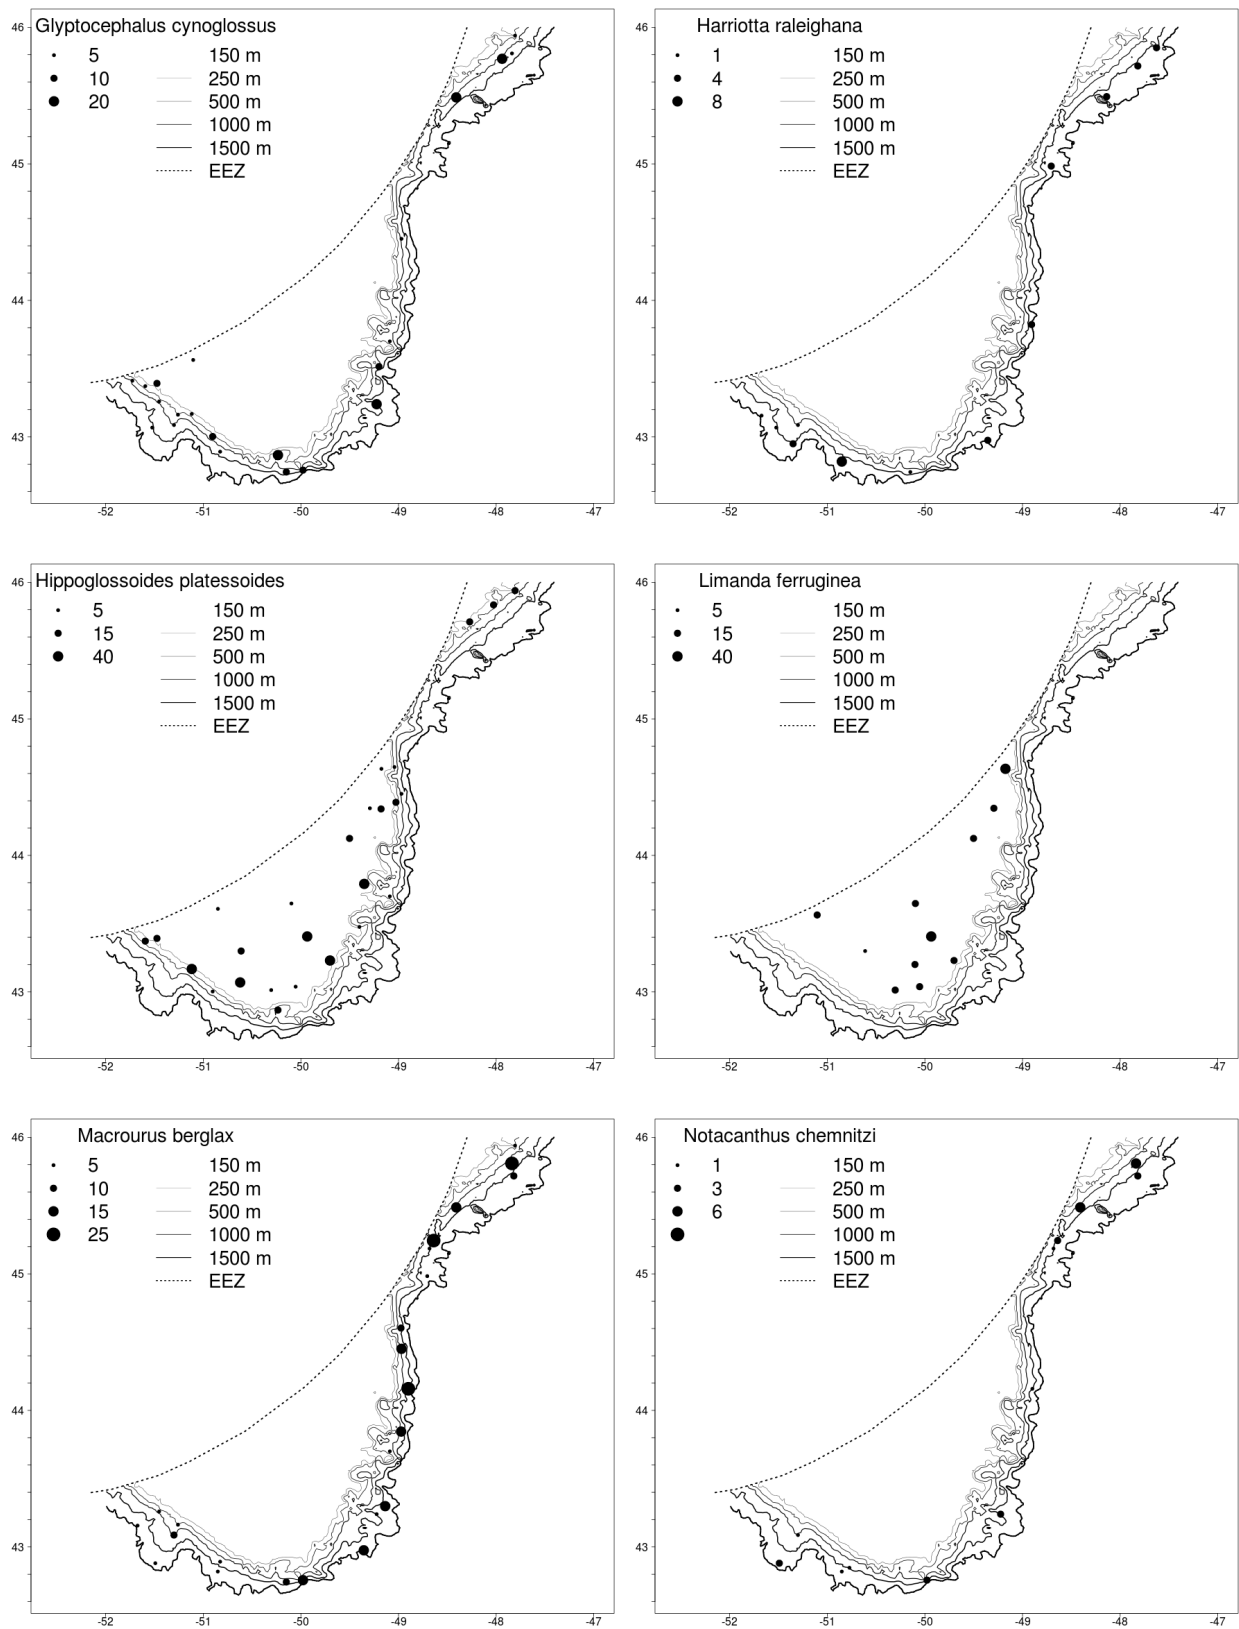 Glyptocephalus cynoglossus
5 150 m
10 250 m
20 500 m
1000 m
1500 m
EEZ
46
45
44
43
-52 -51 -50 -49 -48 -47
Harriotta raleighana
1 150 m
4 250 m
8 500 m
1000 m
1500 m
EEZ
46
45
44
43
-52 -51 -50 -49 -48 -47
Hippoglossoides platessoides
5 150 m
15 250 m
40 500 m
1000 m
1500 m
EEZ
46
45
44
43
-52 -51 -50 -49 -48 -47
Limanda ferruginea
5 150 m
15 250 m
40 500 m
1000 m
1500 m
EEZ
46
45
44
43
-52 -51 -50 -49 -48 -47
Macrourus berglax
5 150 m
10 250 m
15 500 m
25 1000 m
1500 m
EEZ
46
45
44
43
-52 -51 -50 -49 -48 -47
Notacanthus chemnitzi
1 150 m
3 250 m
6 500 m
1000 m
1500 m
EEZ
46
45
44
43
-52 -51 -50 -49 -48 -47